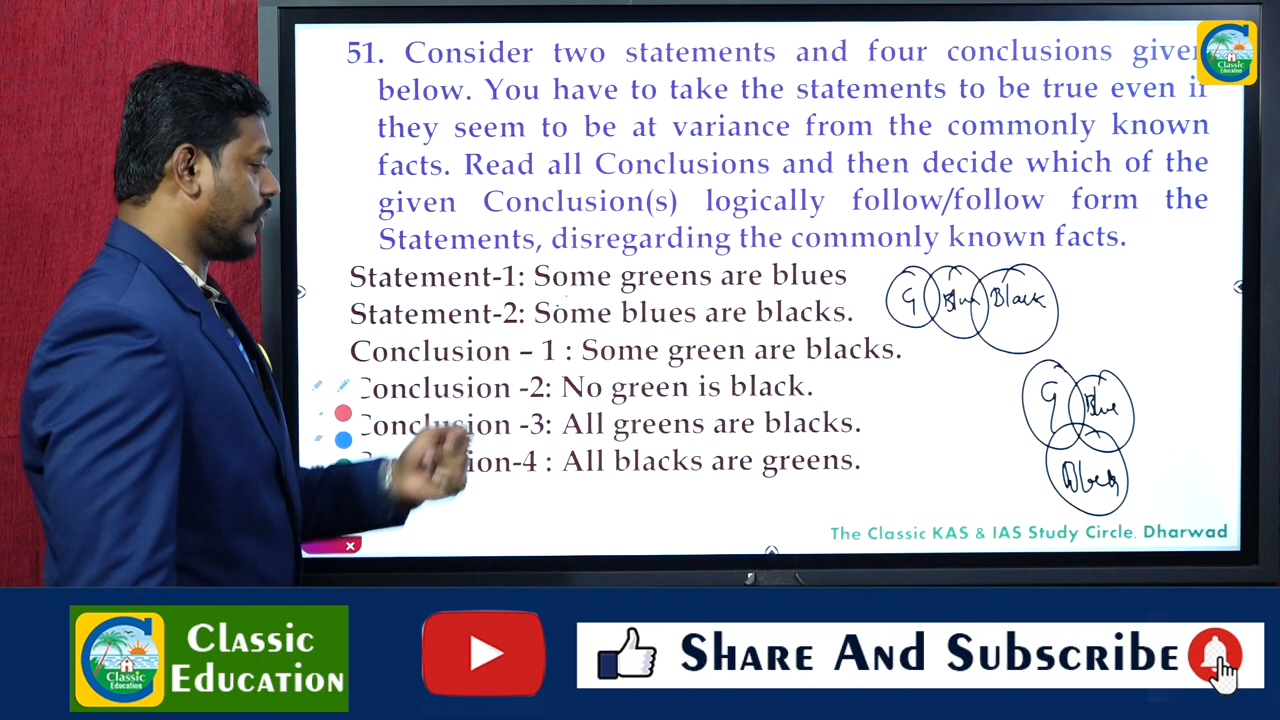 51. Consider two statements and four conclusions given
below. You have to take the statements to be true even if
they seem to be at variance from the commonly known
facts. Read all Conclusions and then decide which of the
given Conclusion(s) logically follow/follow form the
Statements, disregarding the commonly known facts.
Statement-1: Some greens are blues
Statement-2: Some blues are blacks.
Conclusion – 1 : Some green are blacks.
Conclusion -2: No green is black.
Conclusion -3: All greens are blacks.
ion-4 : All blacks are greens.
G Blue Black
G Blue
Black
The Classic KAS & IAS Study Circle, Dharwad
Classic
Education
Classic
Education
CLASSIC
EDUCATION
SHARE AND SUBSCRIBE